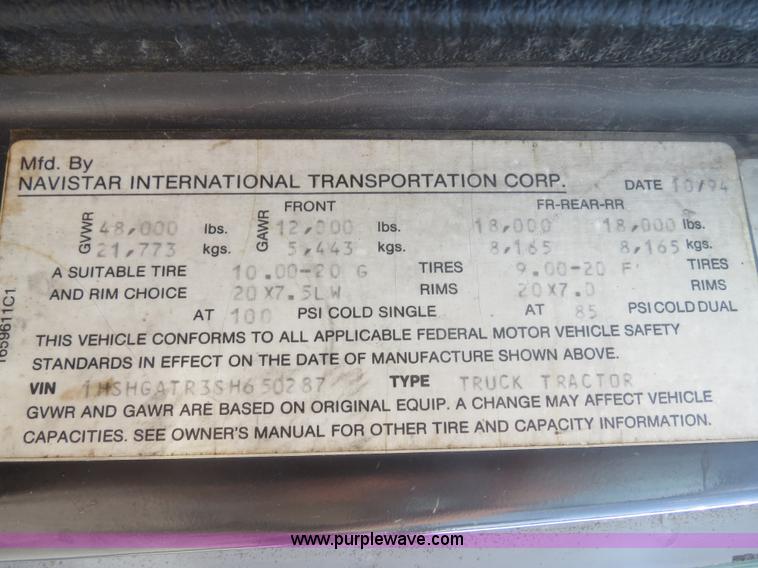 Mfd. By
NAVISTAR INTERNATIONAL TRANSPORTATION CORP. DATE 10/94
FRONT FR-REAR-RR
GVWR 48,000 lbs. GAWR 12,000 lbs. 18,000 18,000 lbs.
21,773 kgs. 5,443 kgs. 8,165 8,165 kgs.
A SUITABLE TIRE 10.00-20 G TIRES 9.00-20 F TIRES
AND RIM CHOICE 20X7.5LW RIMS 20X7.0
AT 100 PSI COLD SINGLE AT 85 PSI COLD DUAL
THIS VEHICLE CONFORMS TO ALL APPLICABLE FEDERAL MOTOR VEHICLE SAFETY
STANDARDS IN EFFECT ON THE DATE OF MANUFACTURE SHOWN ABOVE.
VIN 1HSHGATR3SH650287 TYPE TRUCK TRACTOR
GVWR AND GAWR ARE BASED ON ORIGINAL EQUIP. A CHANGE MAY AFFECT VEHICLE
CAPACITIES. SEE OWNER'S MANUAL FOR OTHER TIRE AND CAPACITY INFORMATION.
1659611C1
www.purplewave.com